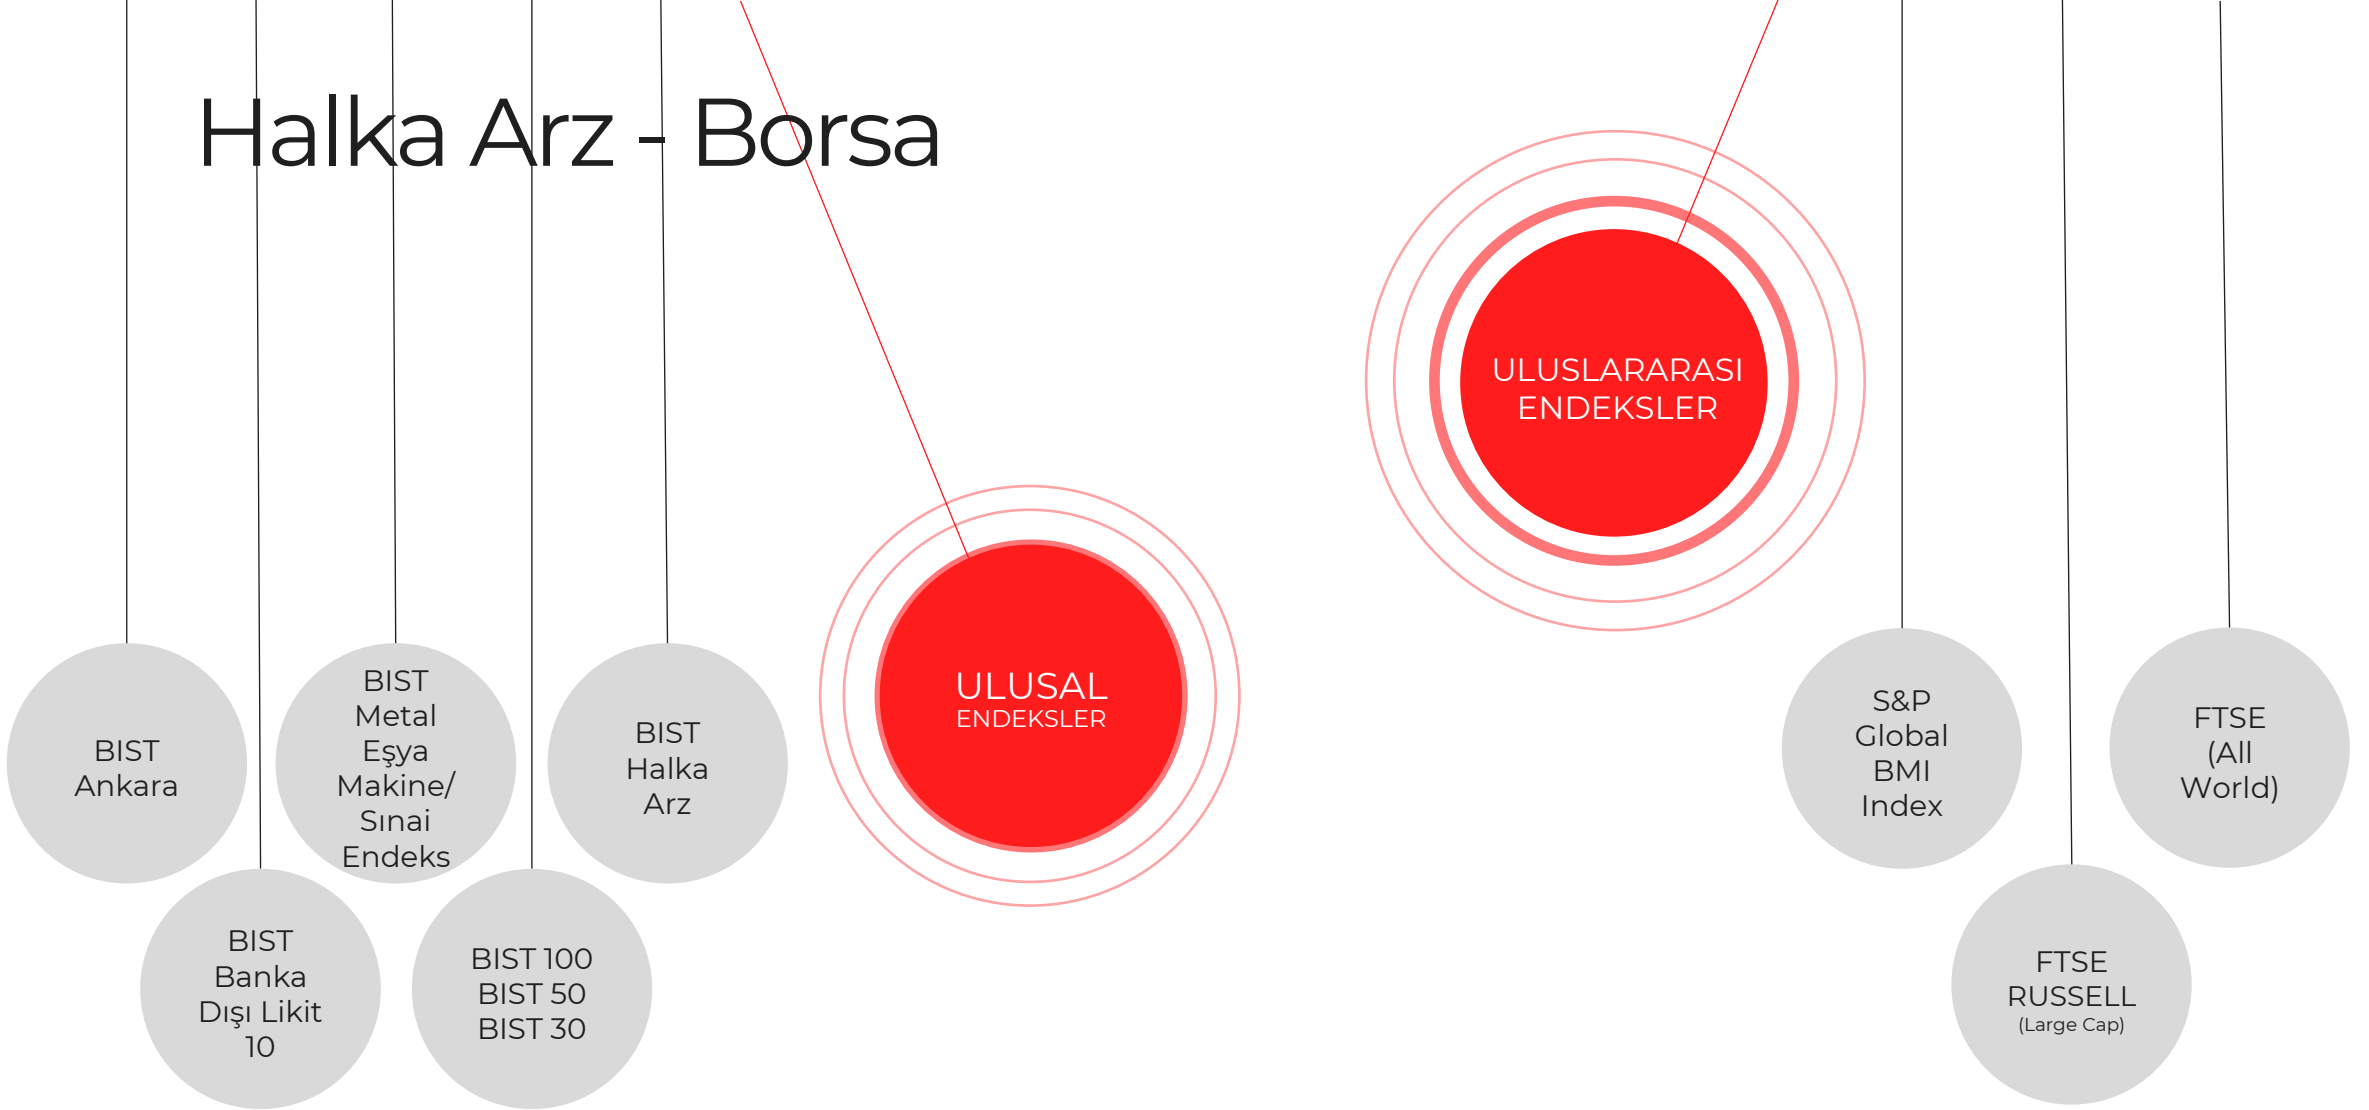 Halka Arz - Borsa
BIST
Ankara
BIST
Banka
Dışı Likit
10
BIST
Metal
Eşya
Makine/
Sınai
Endeks
BIST 100
BIST 50
BIST 30
BIST
Halka
Arz
ULUSAL
ENDEKSLER
ULUSLARARASI
ENDEKSLER
S&P
Global
BMI
Index
FTSE
RUSSELL
(Large Cap)
FTSE
(All
World)